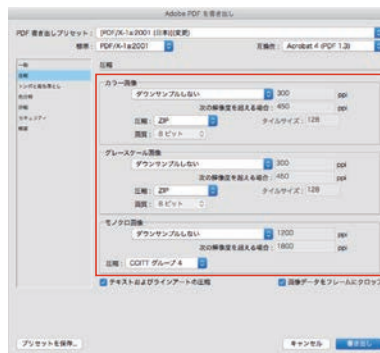 Adobe PDF を書き出し
PDF 書き出しプリセット： [PDF/X-1a:2001 (日本)](変更)
標準： PDF/X-1a:2001 互換性： Acrobat 4 (PDF 1.3)
一般 圧縮
圧縮
トンボと裁ち落とし
色分解
詳細
セキュリティ
概要
カラー画像
ダウンサンプルしない 300 ppi
次の解像度を超える場合： 450 ppi
圧縮： ZIP タイルサイズ： 128
画質： 8 ビット
グレースケール画像
ダウンサンプルしない 300 ppi
次の解像度を超える場合： 450 ppi
圧縮： ZIP タイルサイズ： 128
画質： 8 ビット
モノクロ画像
ダウンサンプルしない 1200 ppi
次の解像度を超える場合： 1800 ppi
圧縮： CCITT グループ 4
テキストおよびラインアートの圧縮 画像データをフレームにクロップ
プリセットを保存... キャンセル 書き出し